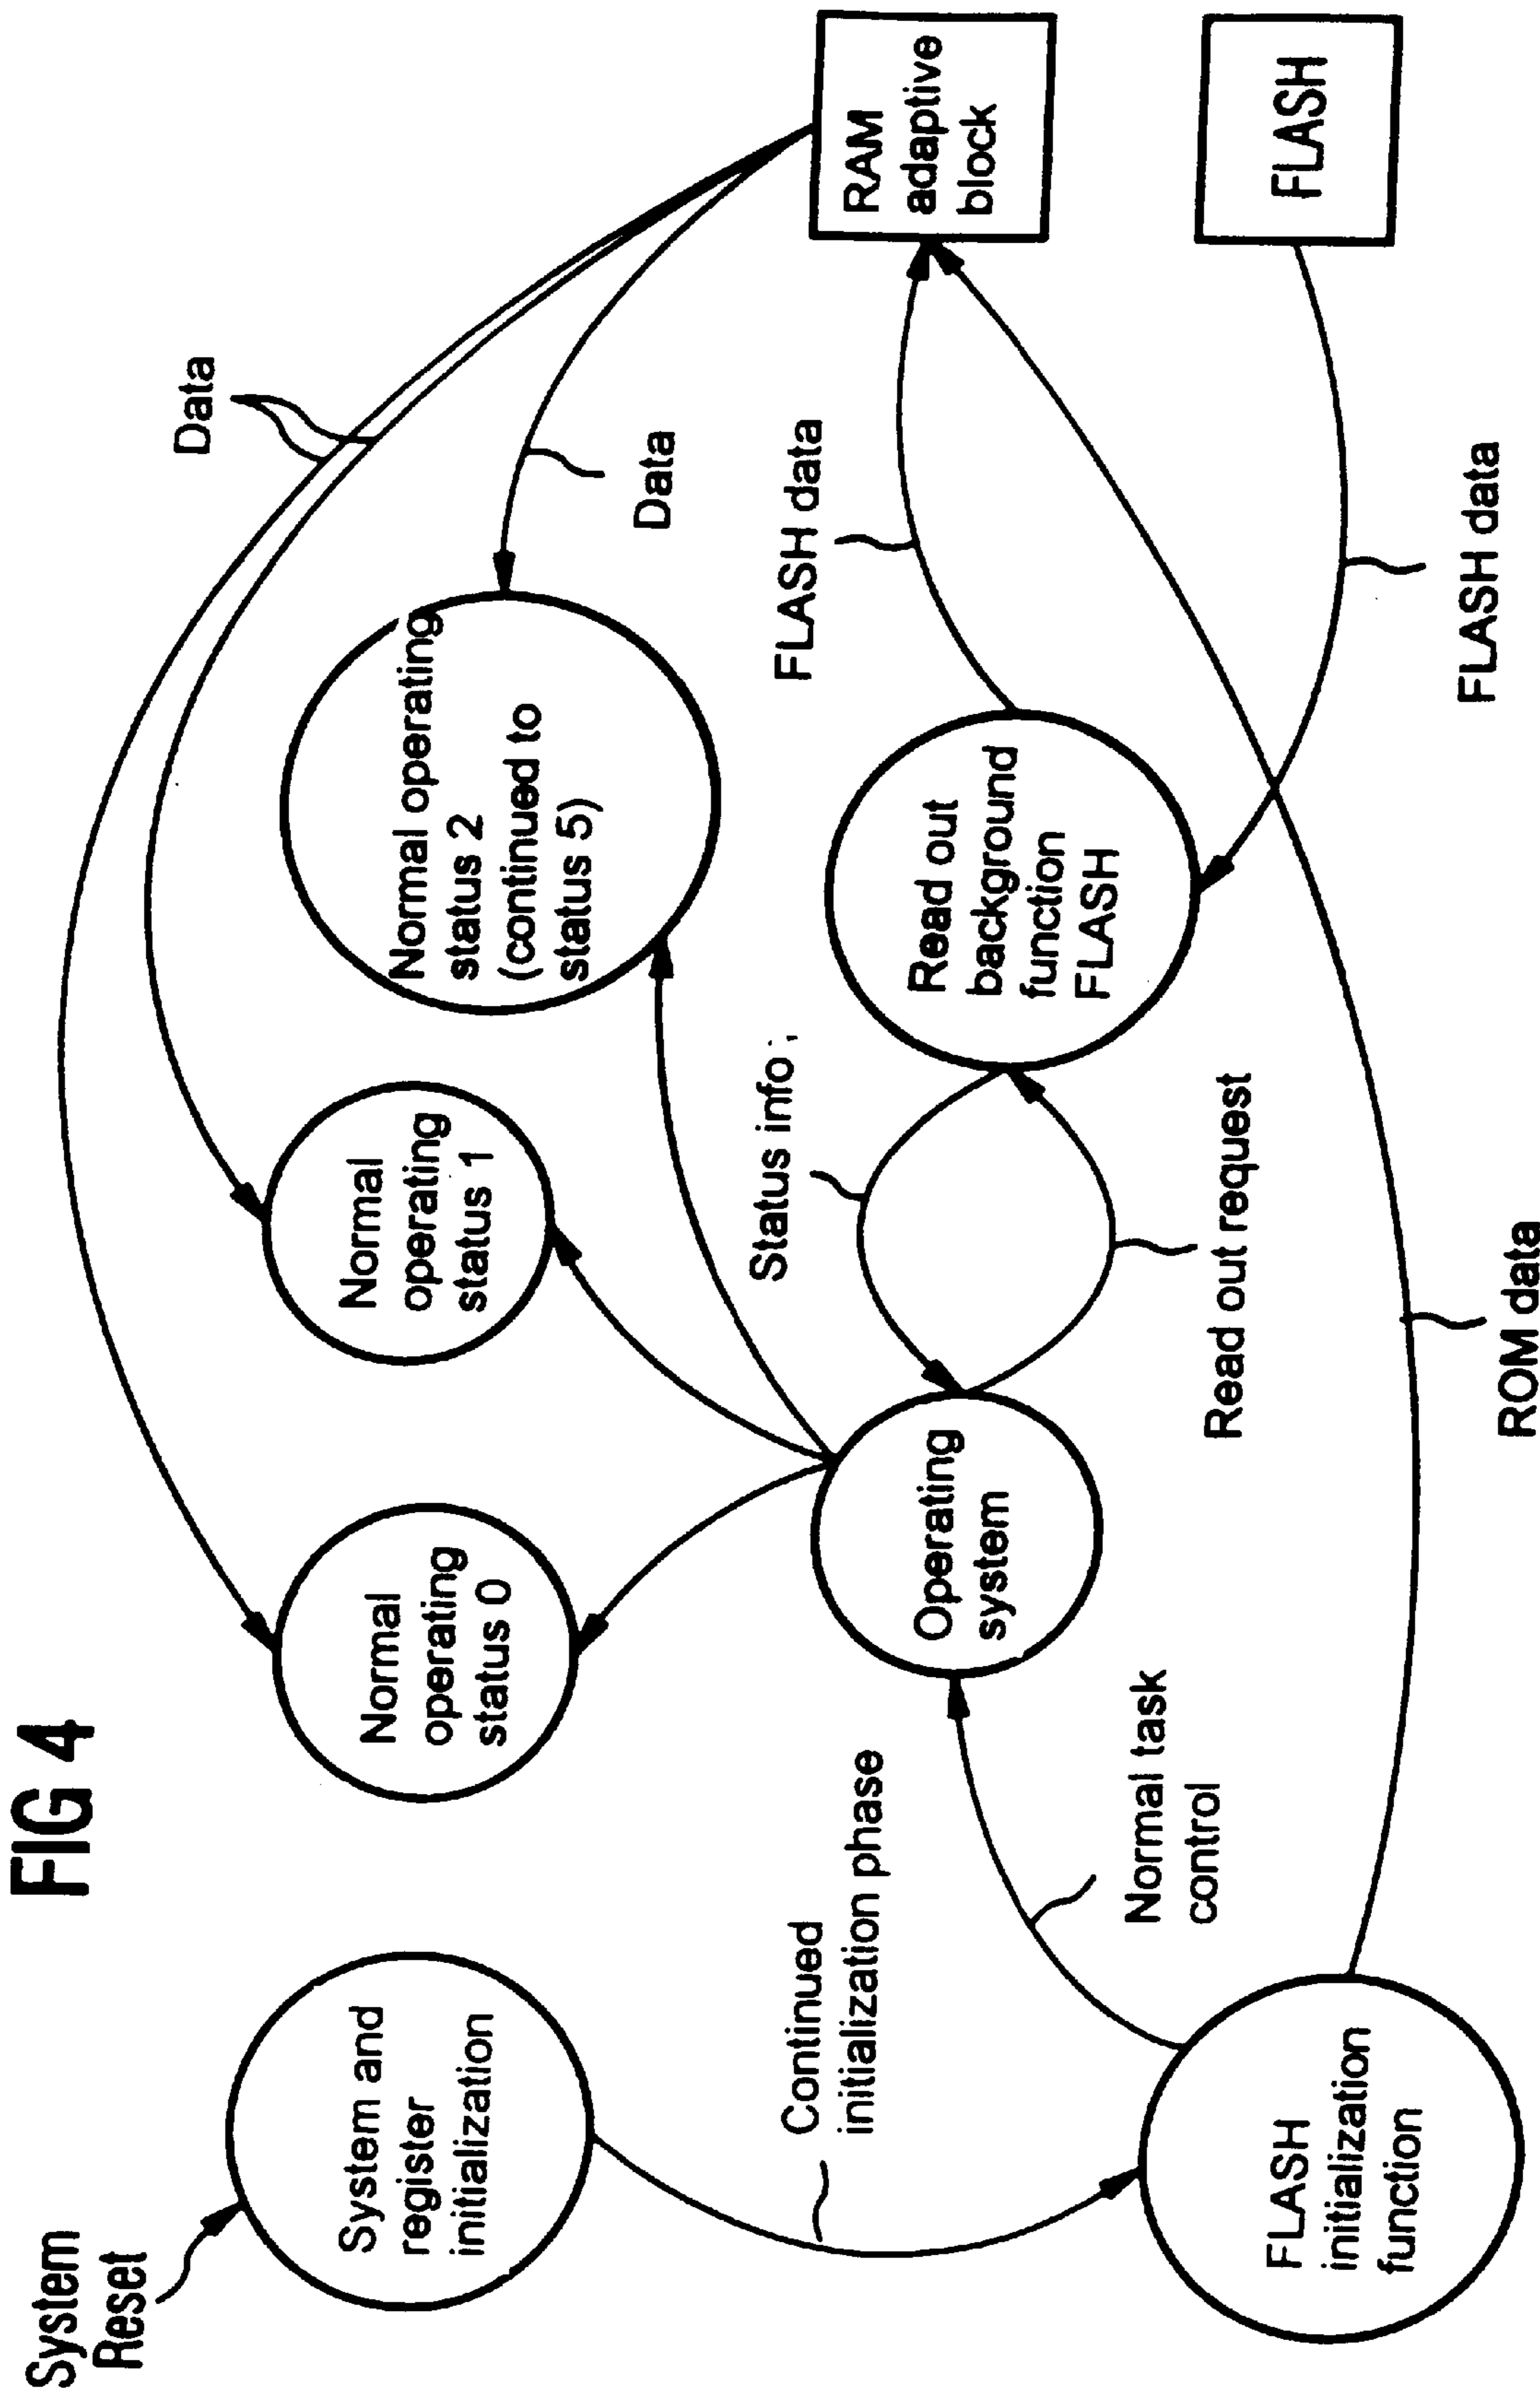 FIG 4
System
Reset
System and
register
initialization
Normal
operating
status 0
Normal
operating
status 1
Normal operating
status 2
(continued to
status 5)
Data
Data
Continued
initialization phase
Operating
system
Status info
Read out
background
function
FLASH
FLASH data
RAM
adaptive
block
Normal task
control
Read out request
FLASH
initialization
function
ROM data
FLASH data
FLASH